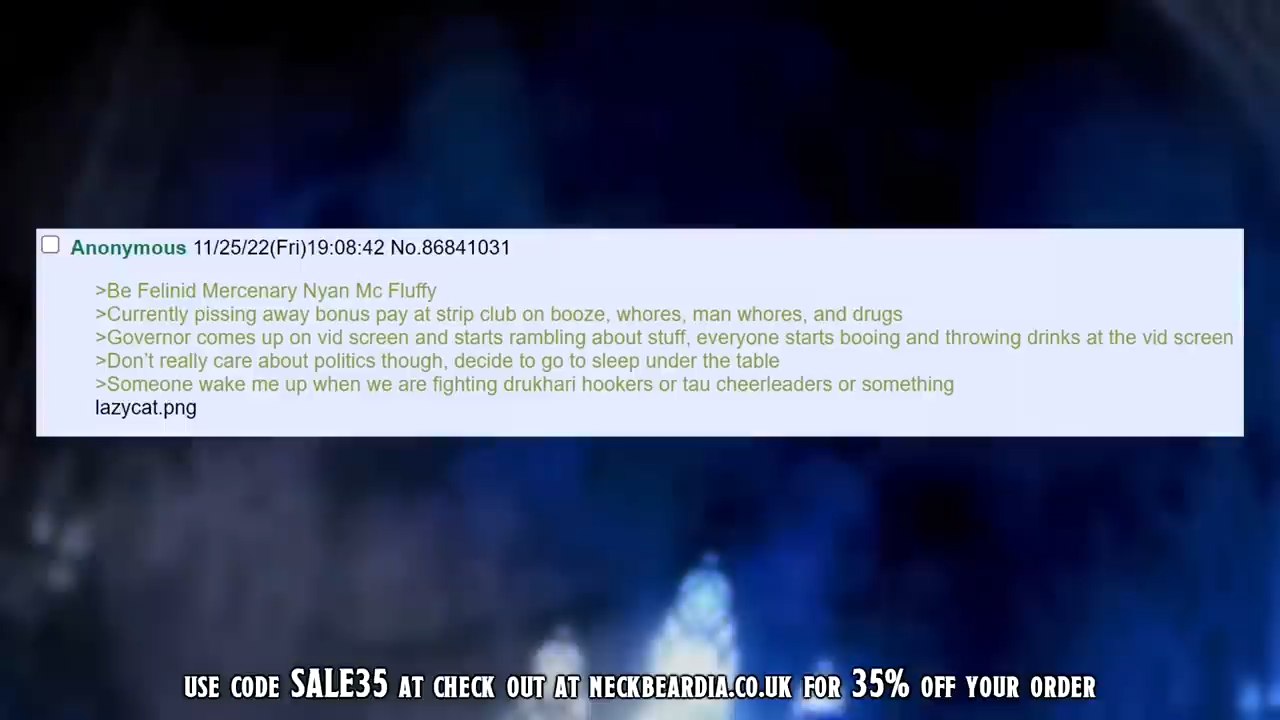 Anonymous 11/25/22(Fri)19:08:42 No.86841031
>Be Felinid Mercenary Nyan Mc Fluffy
>Currently pissing away bonus pay at strip club on booze, whores, man whores, and drugs
>Governor comes up on vid screen and starts rambling about stuff, everyone starts booing and throwing drinks at the vid screen
>Don't really care about politics though, decide to go to sleep under the table
>Someone wake me up when we are fighting drukhari hookers or tau cheerleaders or something
lazycat.png
USE CODE SALE35 AT CHECK OUT AT NECKBEARDIA.CO.UK FOR 35% OFF YOUR ORDER